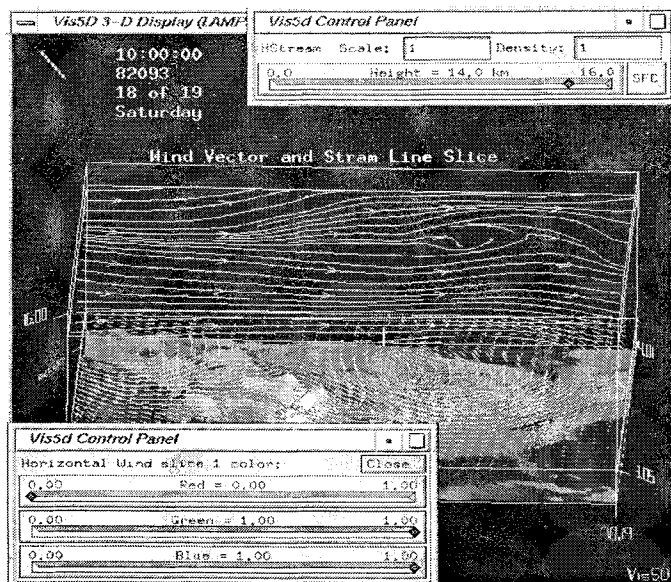 Vis5D 3-D Display (LAMP
10:00:00
82093
18 of 19
Saturday
Vis5d Control Panel
HStream Scale: 1 Density: 1
0.0 Height = 14.0 km 16.0
SFC
Wind Vector and Stram Line Slice
Vis5d Control Panel
Horizontal Wind slice 1 color: Close
0.00 Red = 0.00 1.00
0.00 Green = 1.00 1.00
0.00 Blue = 1.00 1.00
105
Vis5D